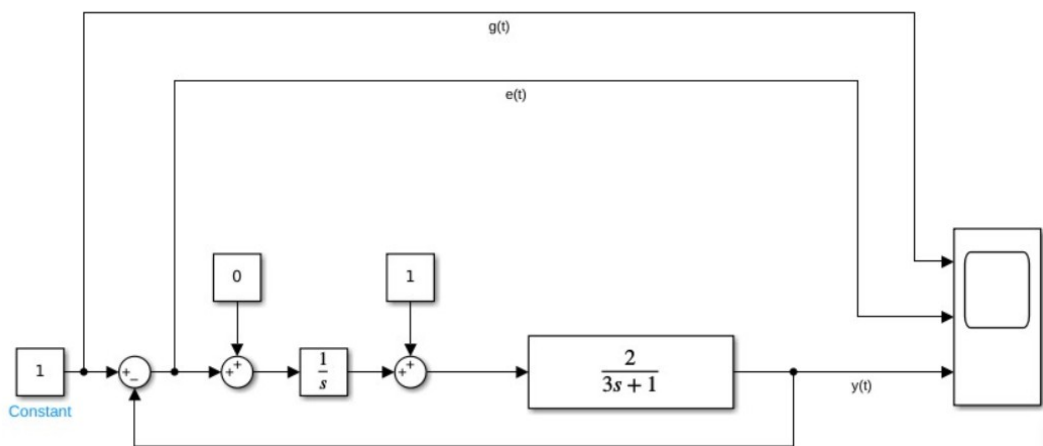 g(t)
e(t)
0
1
1
+
−
+
+
1
s
+
+
2
3s + 1
y(t)
Constant